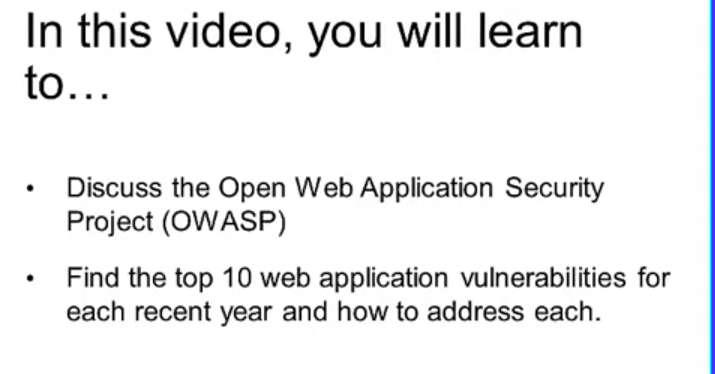 In this video, you will learn
to…
• Discuss the Open Web Application Security
Project (OWASP)
• Find the top 10 web application vulnerabilities for
each recent year and how to address each.